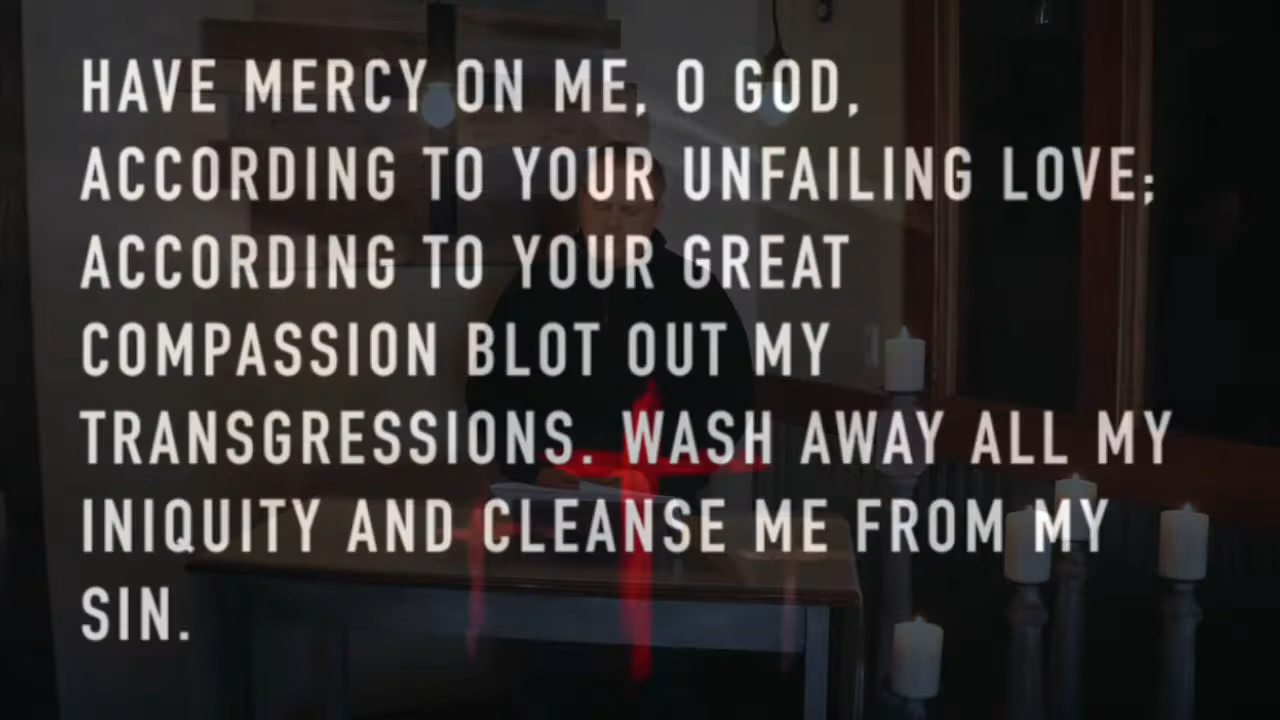 HAVE MERCY ON ME, O GOD,
ACCORDING TO YOUR UNFAILING LOVE;
ACCORDING TO YOUR GREAT
COMPASSION BLOT OUT MY
TRANSGRESSIONS. WASH AWAY ALL MY
INIQUITY AND CLEANSE ME FROM MY
SIN.